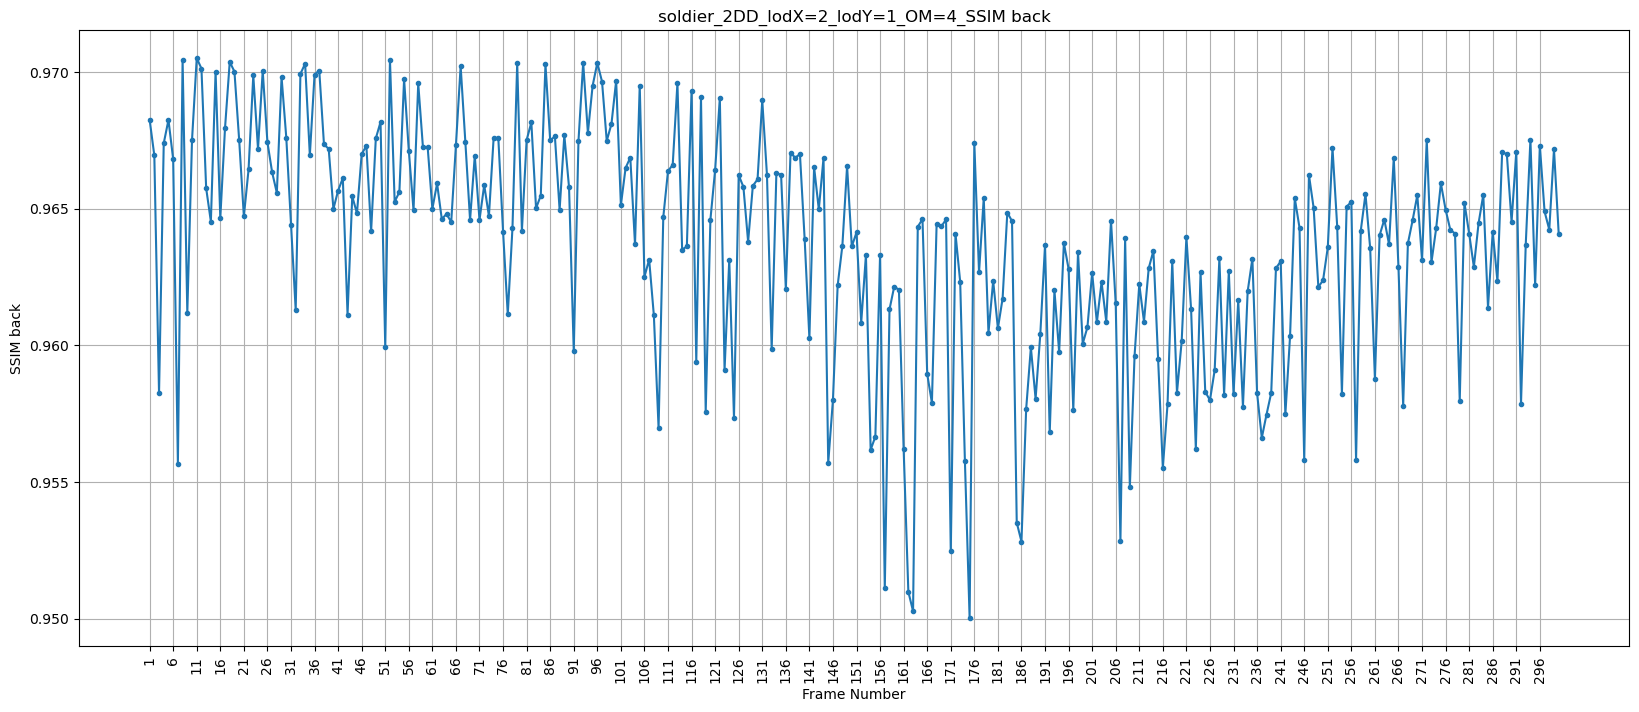 soldier_2DD_lodX=2_lodY=1_OM=4_SSIM back
0.970
0.965
0.960
0.955
0.950
SSIM back
1 6 11 16 21 26 31 36 41 46 51 56 61 66 71 76 81 86 91 96 101 106 111 116 121 126 131 136 141 146 151 156 161 166 171 176 181 186 191 196 201 206 211 216 221 226 231 236 241 246 251 256 261 266 271 276 281 286 291 296
Frame Number